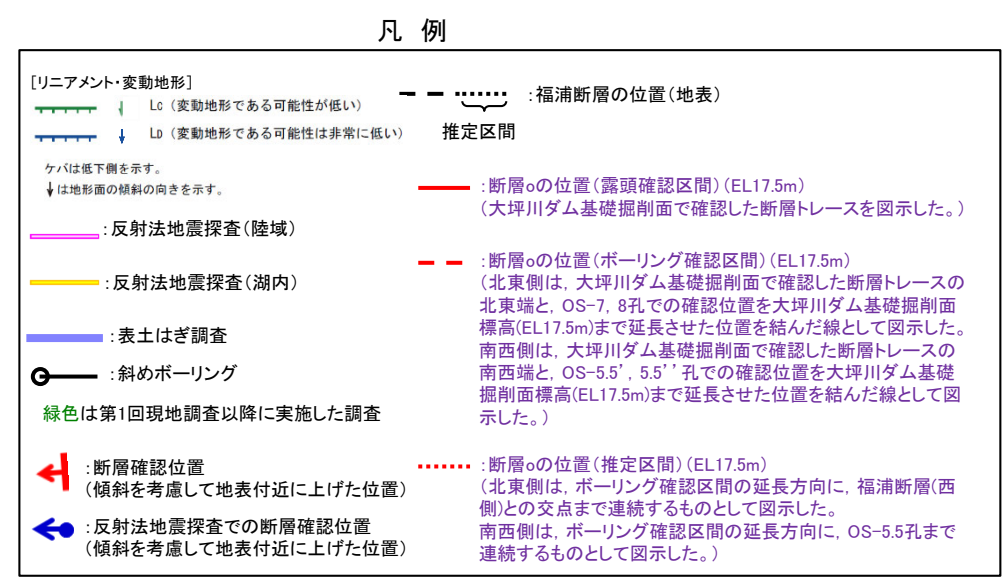 凡 例
[リニアメント・変動地形]
Lc (変動地形である可能性が低い)
LD (変動地形である可能性は非常に低い)
ケバは低下側を示す。
↓は地形面の傾斜の向きを示す。
:反射法地震探査(陸域)
:反射法地震探査(湖内)
:表土はぎ調査
:斜めボーリング
緑色は第1回現地調査以降に実施した調査
:断層確認位置
(傾斜を考慮して地表付近に上げた位置)
:反射法地震探査での断層確認位置
(傾斜を考慮して地表付近に上げた位置)
:福浦断層の位置(地表)
推定区間
:断層oの位置(露頭確認区間)(EL17.5m)
(大坪川ダム基礎掘削面で確認した断層トレースを図示した。)
:断層oの位置(ボーリング確認区間)(EL17.5m)
(北東側は, 大坪川ダム基礎掘削面で確認した断層トレースの
北東端と, OS-7, 8孔での確認位置を大坪川ダム基礎掘削面
標高(EL17.5m)まで延長させた位置を結んだ線として図示した。
南西側は, 大坪川ダム基礎掘削面で確認した断層トレースの
南西端と, OS-5.5', 5.5''孔での確認位置を大坪川ダム基礎
掘削面標高(EL17.5m)まで延長させた位置を結んだ線として図
示した。)
:断層oの位置(推定区間)(EL17.5m)
(北東側は, ボーリング確認区間の延長方向に, 福浦断層(西
側)との交点まで連続するものとして図示した。
南西側は, ボーリング確認区間の延長方向に, OS-5.5孔まで
連続するものとして図示した。)